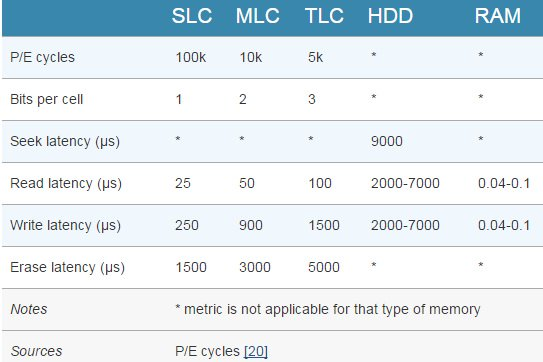 SLC MLC TLC HDD RAM
P/E cycles 100k 10k 5k * *
Bits per cell 1 2 3 * *
Seek latency (μs) * * * 9000 *
Read latency (μs) 25 50 100 2000-7000 0.04-0.1
Write latency (μs) 250 900 1500 2000-7000 0.04-0.1
Erase latency (μs) 1500 3000 5000 * *
Notes * metric is not applicable for that type of memory
Sources P/E cycles [20]